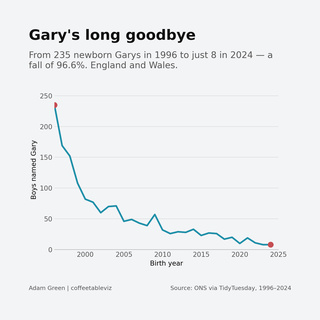 Gary's long goodbye
From 235 newborn Garys in 1996 to just 8 in 2024 — a
fall of 96.6%. England and Wales.
250
200
150
100
50
0
Boys named Gary
2000
2005
2010
2015
2020
2025
Birth year
Adam Green | coffeetableviz
Source: ONS via TidyTuesday, 1996–2024